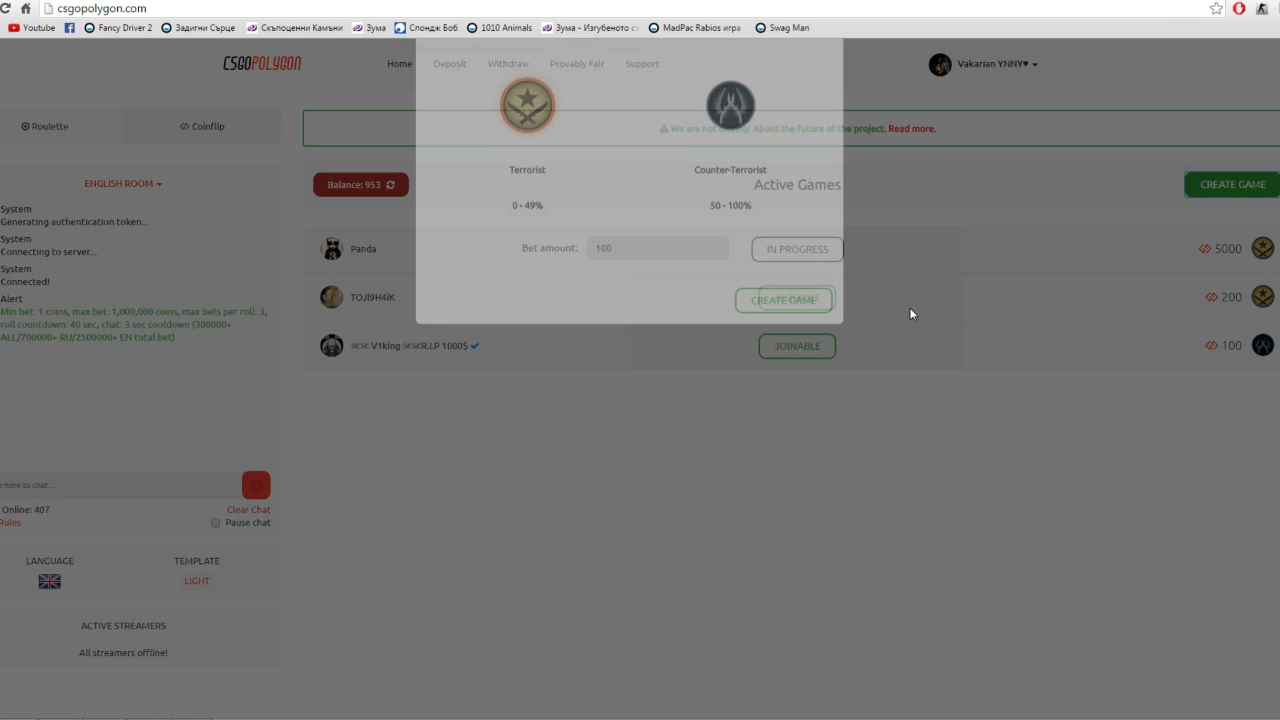 csgopolygon.com
YouTube
Fancy Driver 2
Задигни Сърце
Скъпоценни Камъни
Зума
Спондж Боб
1010 Animals
Зума - Изгубеното с
MadPac Rabios игра
Swag Man
CSGOPOLYGON
Home
Deposit
Withdraw
Provably Fair
Support
Vakarian YNNY♥
Roulette
Coinflip
We are not closing! About the future of the project. Read more.
Terrorist
Counter-Terrorist
0 - 49%
50 - 100%
Bet amount: 100
CREATE GAME
ENGLISH ROOM
Balance: 953
Active Games
CREATE GAME
System
Generating authentication token...
System
Connecting to server...
System
Connected!
Alert
Min bet: 1 coins, max bet: 1,000,000 coins, max bets per roll: 3,
roll countdown: 40 sec, chat: 3 sec cooldown (300000+
ALL/700000+ RU/2500000+ EN total bet)
Panda
IN PROGRESS
5000
TOJl9H4iK
200
V1king
R.I.P 1000$
JOINABLE
100
e here to chat...
Online: 407
Clear Chat
Rules
Pause chat
LANGUAGE
TEMPLATE
LIGHT
ACTIVE STREAMERS
All streamers offline!